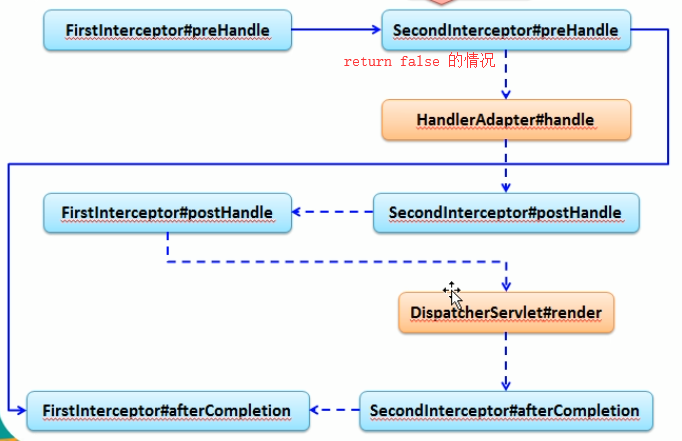 FirstInterceptor#preHandle
SecondInterceptor#preHandle
return false 的情况
HandlerAdapter#handle
FirstInterceptor#postHandle
SecondInterceptor#postHandle
DispatcherServlet#render
FirstInterceptor#afterCompletion
SecondInterceptor#afterCompletion